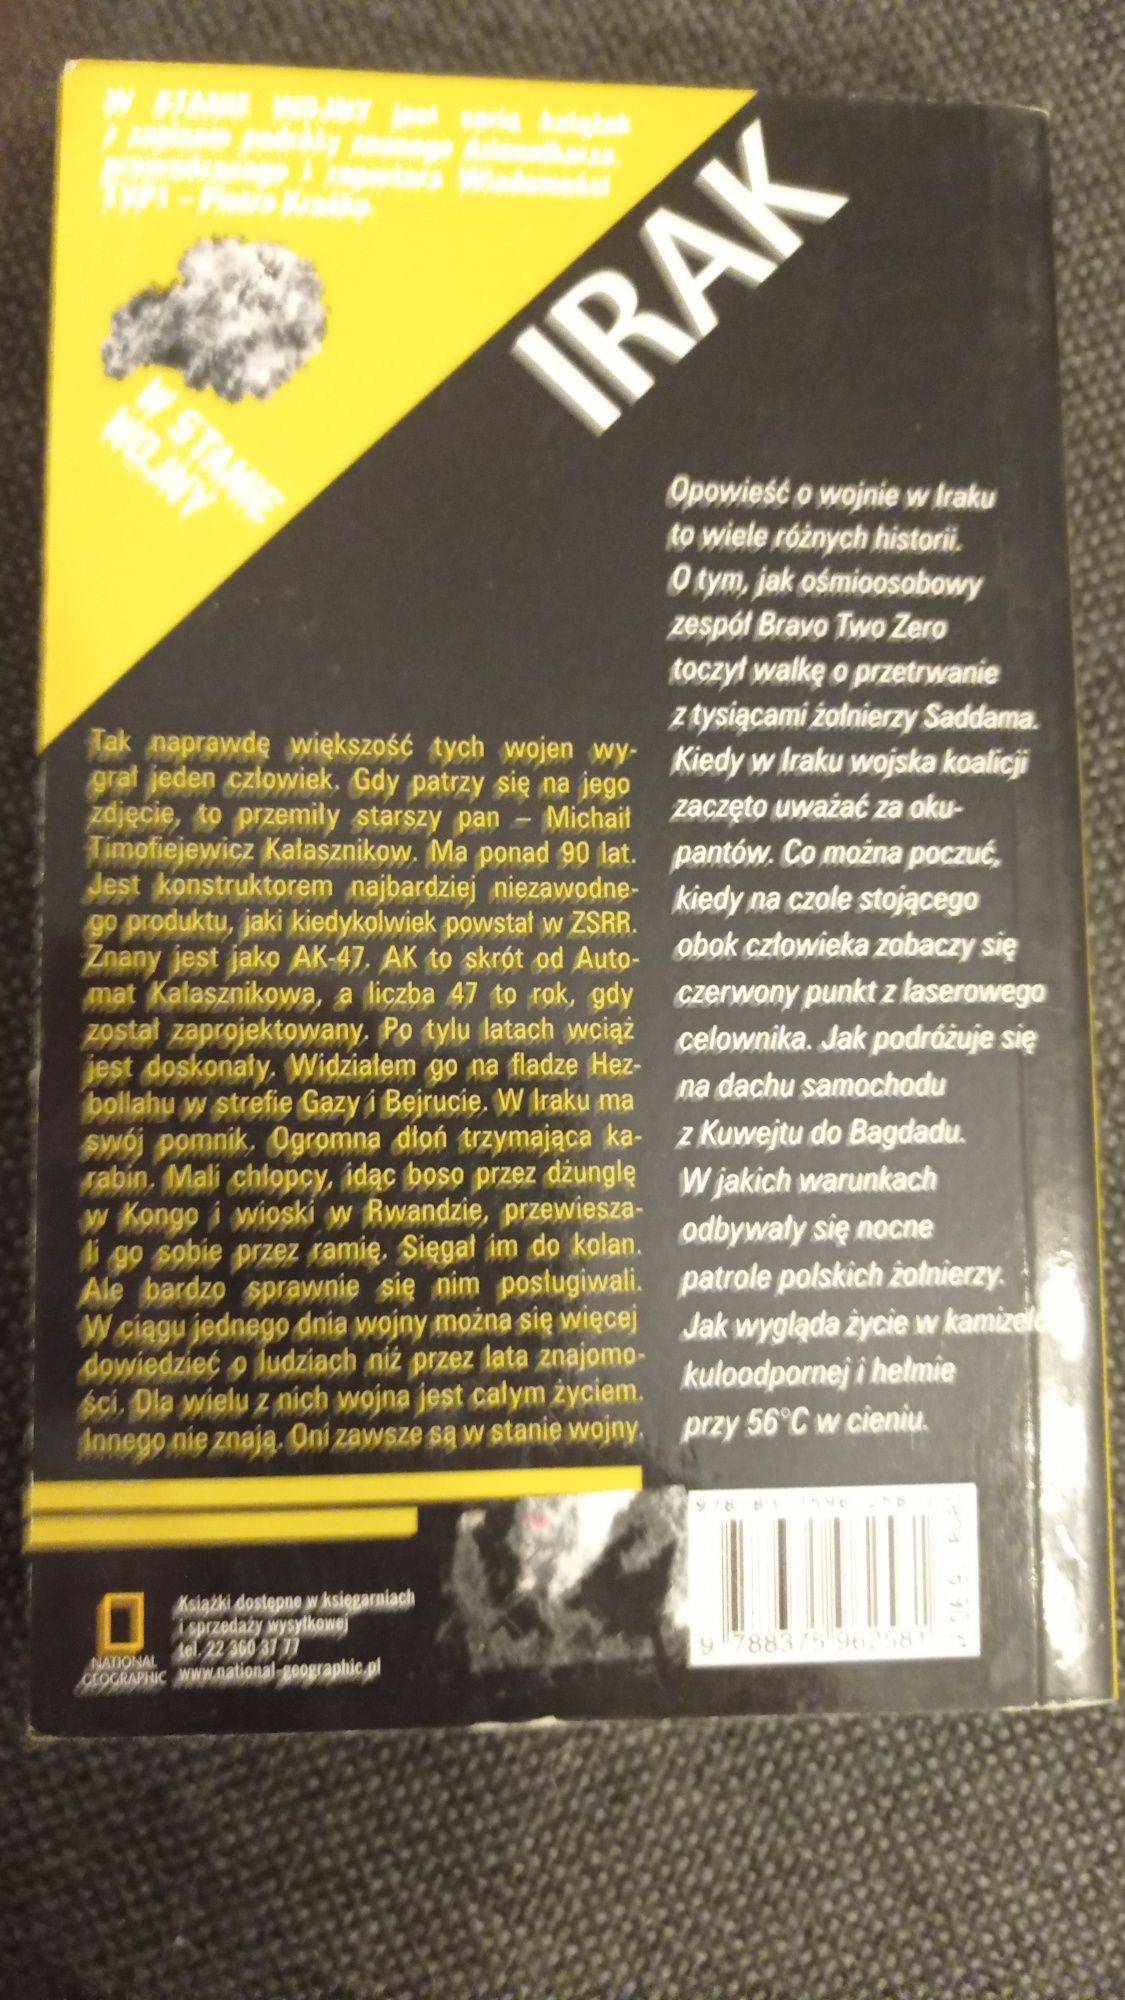 W STANIE WOJNY jest serią książek
z zapisem podróży znanego dziennikarza,
prowadzącego i reportera Wiadomości
TVP1 – Piotra Kraśko.
W STANIE
WOJNY
IRAK
Opowieść o wojnie w Iraku
to wiele różnych historii.
O tym, jak ośmioosobowy
zespół Bravo Two Zero
toczył walkę o przetrwanie
z tysiącami żołnierzy Saddama.
Kiedy w Iraku wojska koalicji
zaczęto uważać za oku-
pantów. Co można poczuć,
kiedy na czole stojącego
obok człowieka zobaczy się
czerwony punkt z laserowego
celownika. Jak podróżuje się
na dachu samochodu
z Kuwejtu do Bagdadu.
W jakich warunkach
odbywały się nocne
patrole polskich żołnierzy.
Jak wygląda życie w
kuloodpornej i hełmie
przy 56°C w cieniu.
Tak naprawdę większość tych wojen wy-
grał jeden człowiek. Gdy patrzy się na jego
zdjęcie, to przemiły starszy pan – Michaił
Timofiejewicz Kałasznikow. Ma ponad 90 lat.
Jest konstruktorem najbardziej niezawodne-
go produktu, jaki kiedykolwiek powstał w ZSRR.
Znany jest jako AK-47. AK to skrót od Auto-
mat Kałasznikowa, a liczba 47 to rok, gdy
został zaprojektowany. Po tylu latach wciąż
jest doskonały. Widziałem go na fladze Hez-
bollahu w strefie Gazy i Bejrucie. W Iraku ma
swój pomnik. Ogromna dłoń trzymająca ka-
rabin. Mali chłopcy, idąc boso przez dżunglę
w Kongo i wioski w Rwandzie, przewiesza-
li go sobie przez ramię. Sięgał im do kolan.
Ale bardzo sprawnie się nim posługiwali.
W ciągu jednego dnia wojny można się więcej
dowiedzieć o ludziach niż przez lata znajomo-
ści. Dla wielu z nich wojna jest całym życiem.
Innego nie znają. Oni zawsze są w stanie wojny.
NATIONAL
GEOGRAPHIC
Książki dostępne w księgarniach
i sprzedaży wysyłkowej
tel. 22 360 37 77
www.national-geographic.pl
9 788375 962581